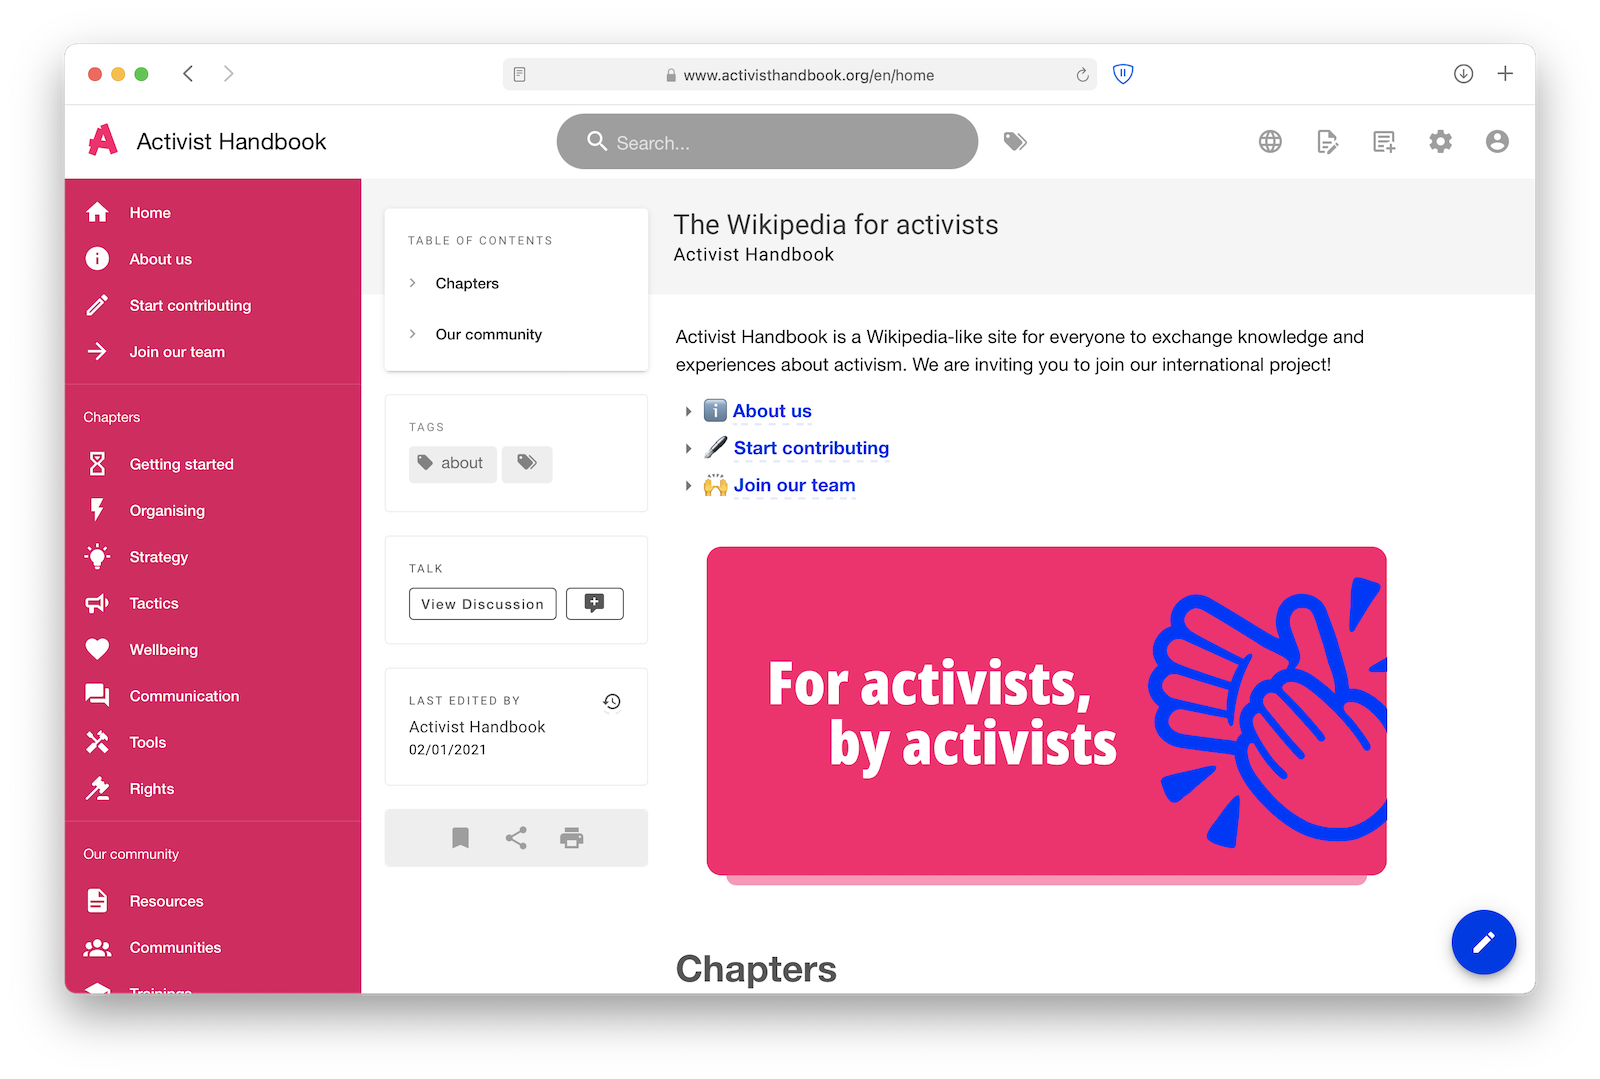 www.activisthandbook.org/en/home
Activist Handbook
Search...
Home
About us
Start contributing
Join our team
Chapters
Getting started
Organising
Strategy
Tactics
Wellbeing
Communication
Tools
Rights
Our community
Resources
Communities
Trainings
TABLE OF CONTENTS
Chapters
Our community
TAGS
about
TALK
View Discussion
LAST EDITED BY
Activist Handbook
02/01/2021
The Wikipedia for activists
Activist Handbook
Activist Handbook is a Wikipedia-like site for everyone to exchange knowledge and
experiences about activism. We are inviting you to join our international project!
About us
Start contributing
Join our team
For activists,
by activists
Chapters